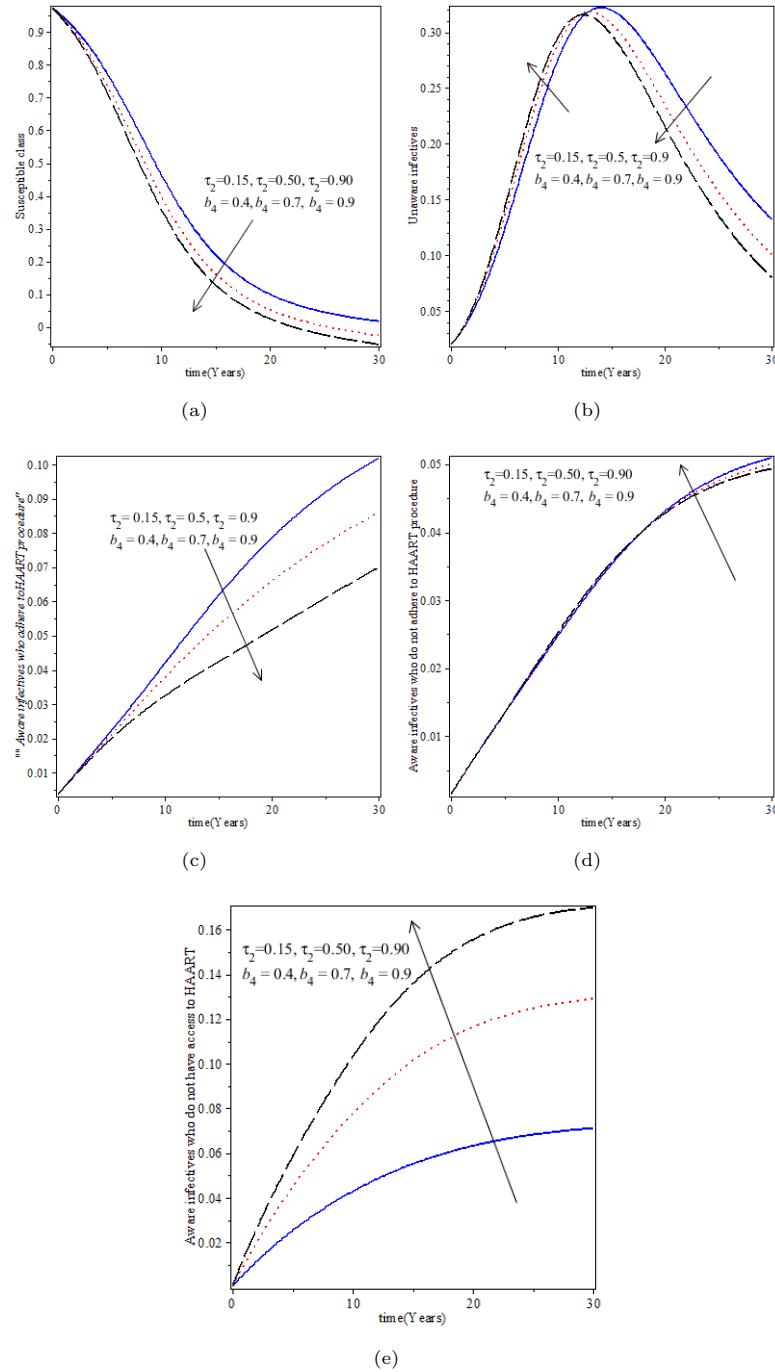 0.9
0.8
0.7
0.6
0.5
0.4
0.3
0.2
0.1
0
Susceptible class
τ2=0.15, τ2=0.50, τ2=0.90
b4 = 0.4, b4 = 0.7, b4 = 0.9
0 10 20 30
time(Years)
(a)
0.30
0.25
0.20
0.15
0.10
0.05
Unaware infectives
τ2=0.15, τ2=0.5, τ2=0.9
b4 = 0.4, b4 = 0.7, b4 = 0.9
0 10 20 30
time(Years)
(b)
0.10
0.09
0.08
0.07
0.06
0.05
0.04
0.03
0.02
0.01
"" Aware infectives who adhere toHAART procedure"
τ2= 0.15, τ2= 0.5, τ2 = 0.9
b4 = 0.4, b4 = 0.7, b4 = 0.9
0 10 20 30
time(Years)
(c)
0.05
0.04
0.03
0.02
0.01
Aware infectives who do not adhere to HAART procedure
τ2=0.15, τ2=0.50, τ2=0.90
b4 = 0.4, b4 = 0.7, b4 = 0.9
0 10 20 30
time(Years)
(d)
0.16
0.14
0.12
0.10
0.08
0.06
0.04
0.02
Aware infectives who do not have access to HAART
τ2=0.15, τ2=0.50, τ2=0.90
b4 = 0.4, b4 = 0.7, b4 = 0.9
0 10 20 30
time(Years)
(e)